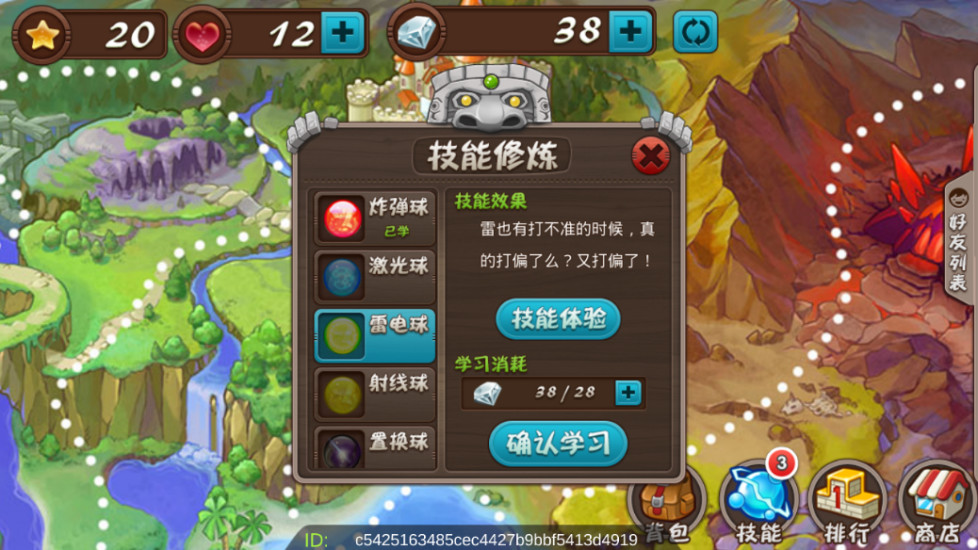 20
12
38
技能修炼
炸弹球
已学
激光球
雷电球
射线球
置换球
技能效果
雷也有打不准的时候，真
的打偏了么？又打偏了！
技能体验
学习消耗
38/28
确认学习
好友列表
3
背包
技能
排行
商店
ID: c5425163485cec4427b9bbf5413d4919